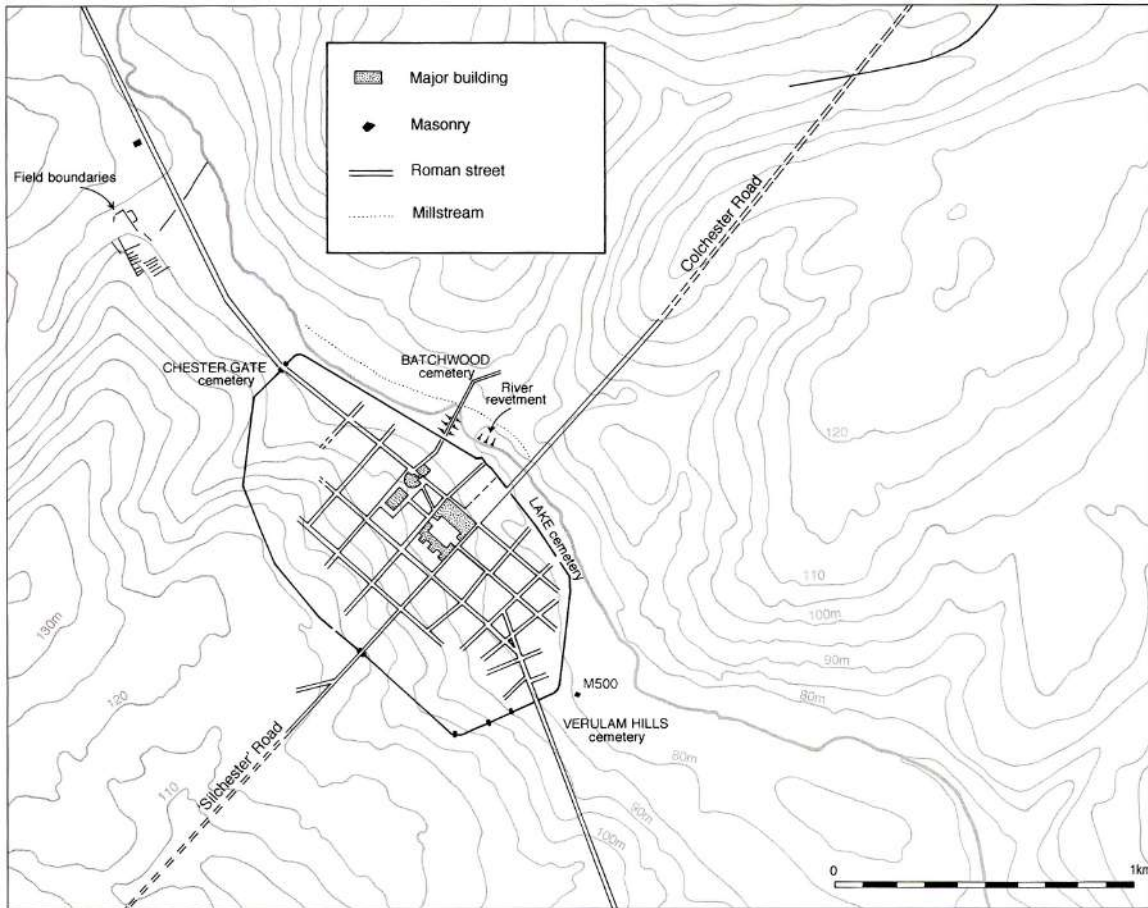 Major building
Masonry
Roman street
Millstream
Field boundaries
Colchester Road
CHESTER GATE
cemetery
BATCHWOOD
cemetery
River
revetment
LAKE cemetery
120
110
100m
90m
80m
130m
120
110
M500
VERULAM HILLS
cemetery
'Silchester' Road
80m
90m
100m
0
1km